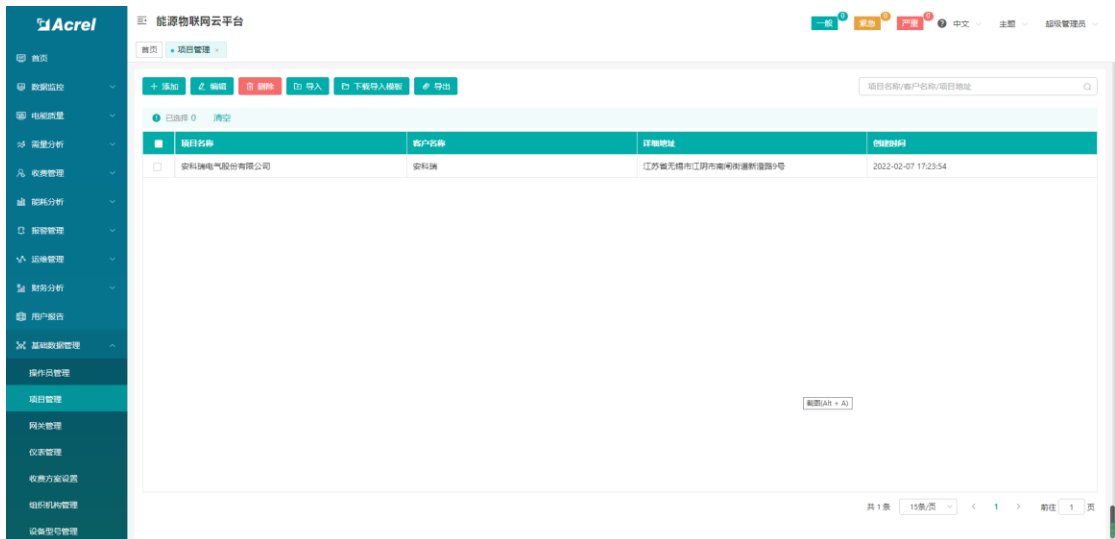 Acrel
能源物联网云平台
一般 0 紧急 0 严重 0 中文 主题 超级管理员
首页 项目管理 ×
+ 添加 编辑 删除 导入 下载导入模板 导出 项目名称/客户名称/项目地址
已选择 0 清空
项目名称 客户名称 详细地址 创建时间
安科瑞电气股份有限公司 安科瑞 江苏省无锡市江阴市南闸街道新澄路9号 2022-02-07 17:23:54
首页
数据监控
电能质量
需量分析
收费管理
能耗分析
报警管理
运维管理
财务分析
用户报告
基础数据管理
操作员管理
项目管理
网关管理
仪表管理
收费方案设置
组织机构管理
设备型号管理
截图(Alt + A)
共 1 条 15条/页 < 1 > 前往 1 页